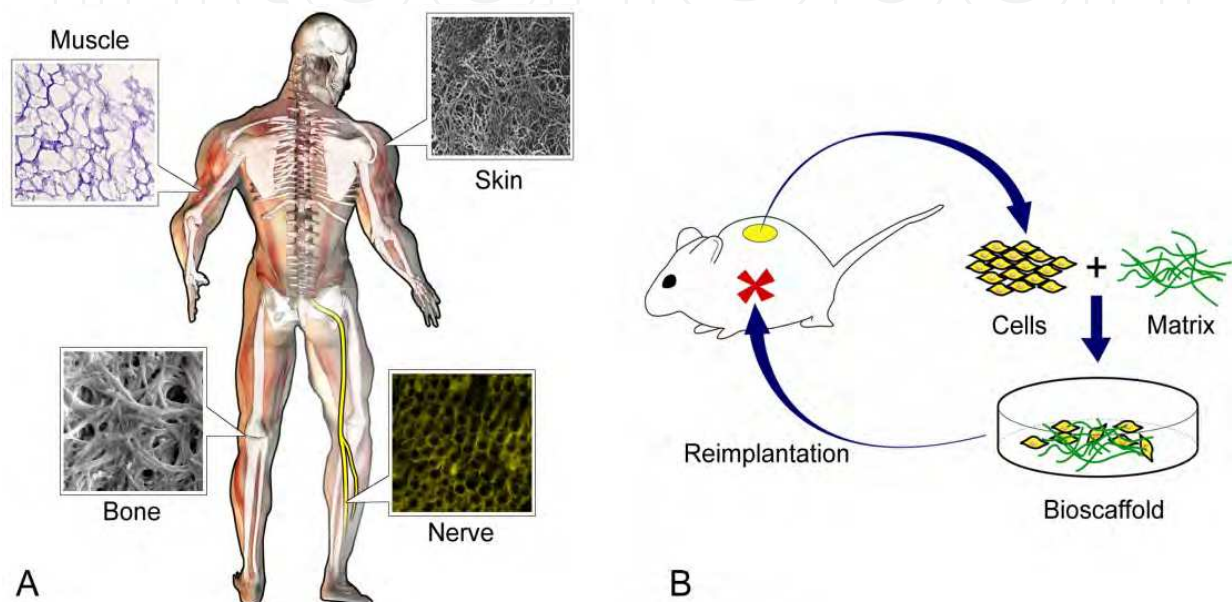 Muscle
Skin
Bone
Nerve
A
Cells
+
Matrix
Reimplantation
Bioscaffold
B